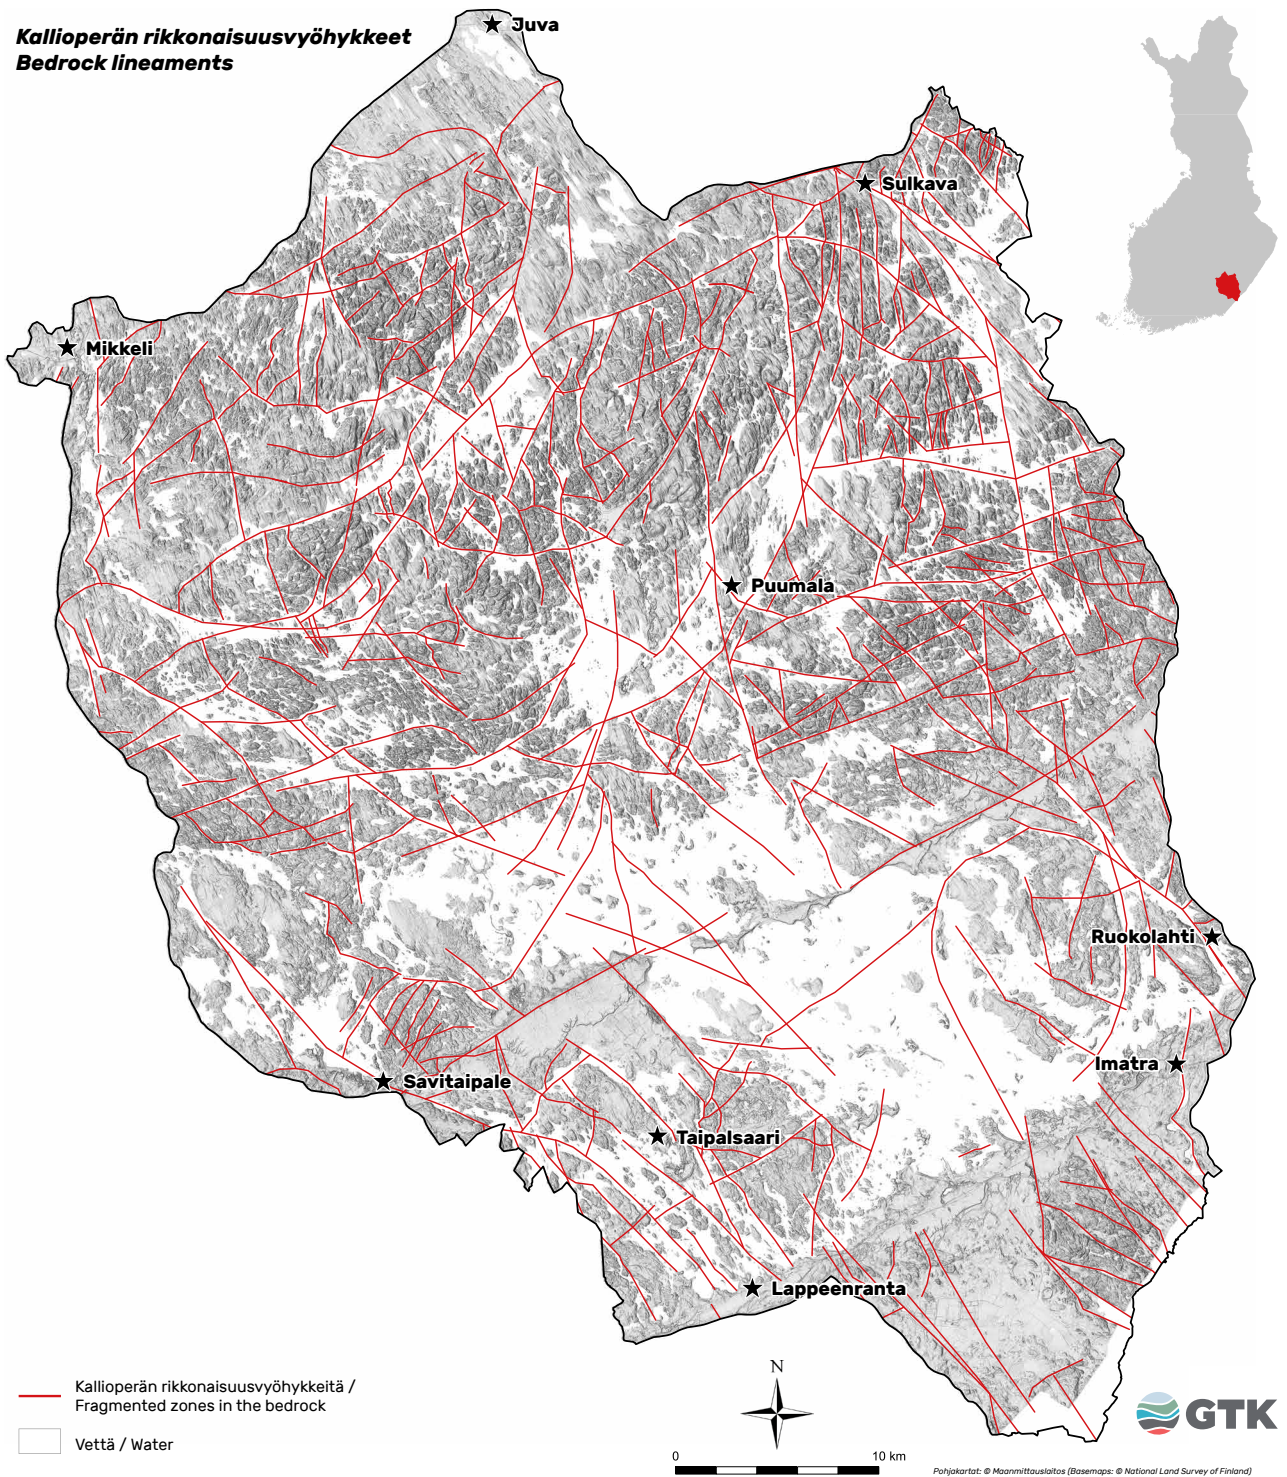 Kallioperän rikkonaisuusvyöhykkeet
Bedrock lineaments
Juva
Sulkava
Mikkeli
Puumala
Ruokolahti
Imatra
Savitaipale
Taipalsaari
Lappeenranta
Kallioperän rikkonaisuusvyöhykkeitä /
Fragmented zones in the bedrock
Vettä / Water
N
0 10 km
GTK
Pohjakartat: © Maanmittauslaitos (Basemaps: © National Land Survey of Finland)